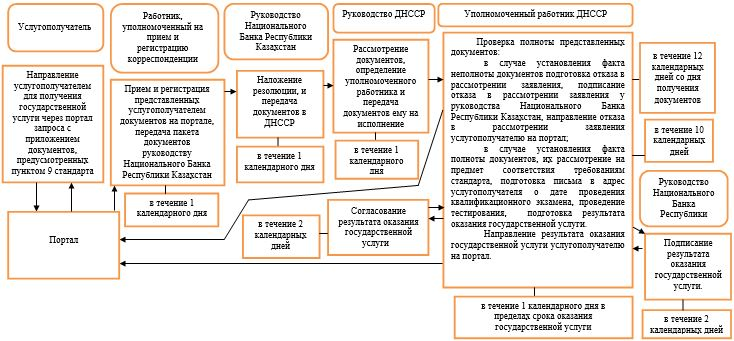 Услугополучатель
Работник,
уполномоченный на
прием и
регистрацию
корреспонденции
Руководство
Национального
Банка Республики
Казахстан
Руководство ДНССР
Уполномоченный работник ДНССР
Направление
услугополучателем
для получения
государственной
услуги через портал
запроса с
приложением
документов,
предусмотренных
пунктом 9 стандарта
Прием и регистрация
представленных
услугополучателем
документов на портале,
передача пакета
документов
руководству
Национального Банка
Республики Казахстан
в течение 1
календарного дня
Наложение
резолюции, и
передача
документов в
ДНССР
в течение 1
календарного дня
Рассмотрение
документов,
определение
уполномоченного
работника и
передача
документов ему на
исполнение
в течение 1
календарного дня
Проверка полноты представленных
документов:
в случае установления факта
неполноты документов подготовка отказа в
рассмотрении заявления, подписание
отказа в рассмотрении заявления у
руководства Национального Банка
Республики Казахстан, направление отказа
в рассмотрении заявления
услугополучателю на портал;
в случае установления факта
полноты документов, их рассмотрение на
предмет соответствия требованиям
стандарта, подготовка письма в адрес
услугополучателя о дате проведения
квалификационного экзамена, проведение
тестирования, подготовка результата
оказания государственной услуги.
Направление результата оказания
государственной услуги услугополучателю
на портал.
в течение 12
календарных
дней со дня
получения
документов
в течение 10
календарных
дней
Руководство
Национального
Банка
Республики
Портал
в течение 2
календарных
дней
Согласование
результата оказания
государственной
услуги
Подписание
результата
оказания
государственной
услуги.
в течение 1 календарного дня в
пределах срока оказания
государственной услуги
в течение 2
календарных дней